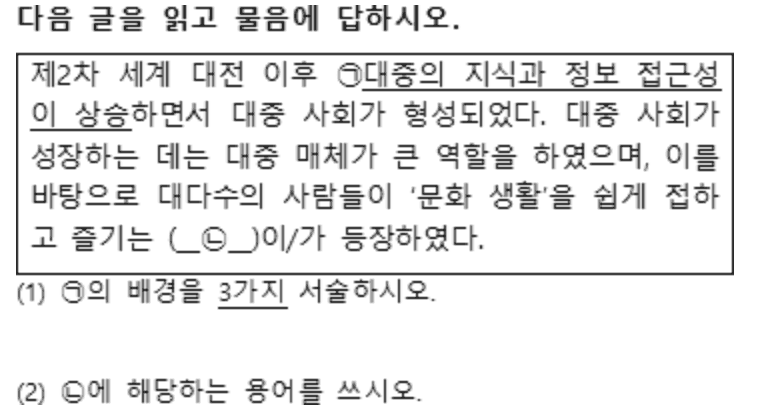 다음 글을 읽고 물음에 답하시오.
제2차 세계 대전 이후 ㉠대중의 지식과 정보 접근성
이 상승하면서 대중 사회가 형성되었다. 대중 사회가
성장하는 데는 대중 매체가 큰 역할을 하였으며, 이를
바탕으로 대다수의 사람들이 '문화 생활'을 쉽게 접하
고 즐기는 (_㉡_)이/가 등장하였다.
(1) ㉠의 배경을 3가지 서술하시오.
(2) ㉡에 해당하는 용어를 쓰시오.